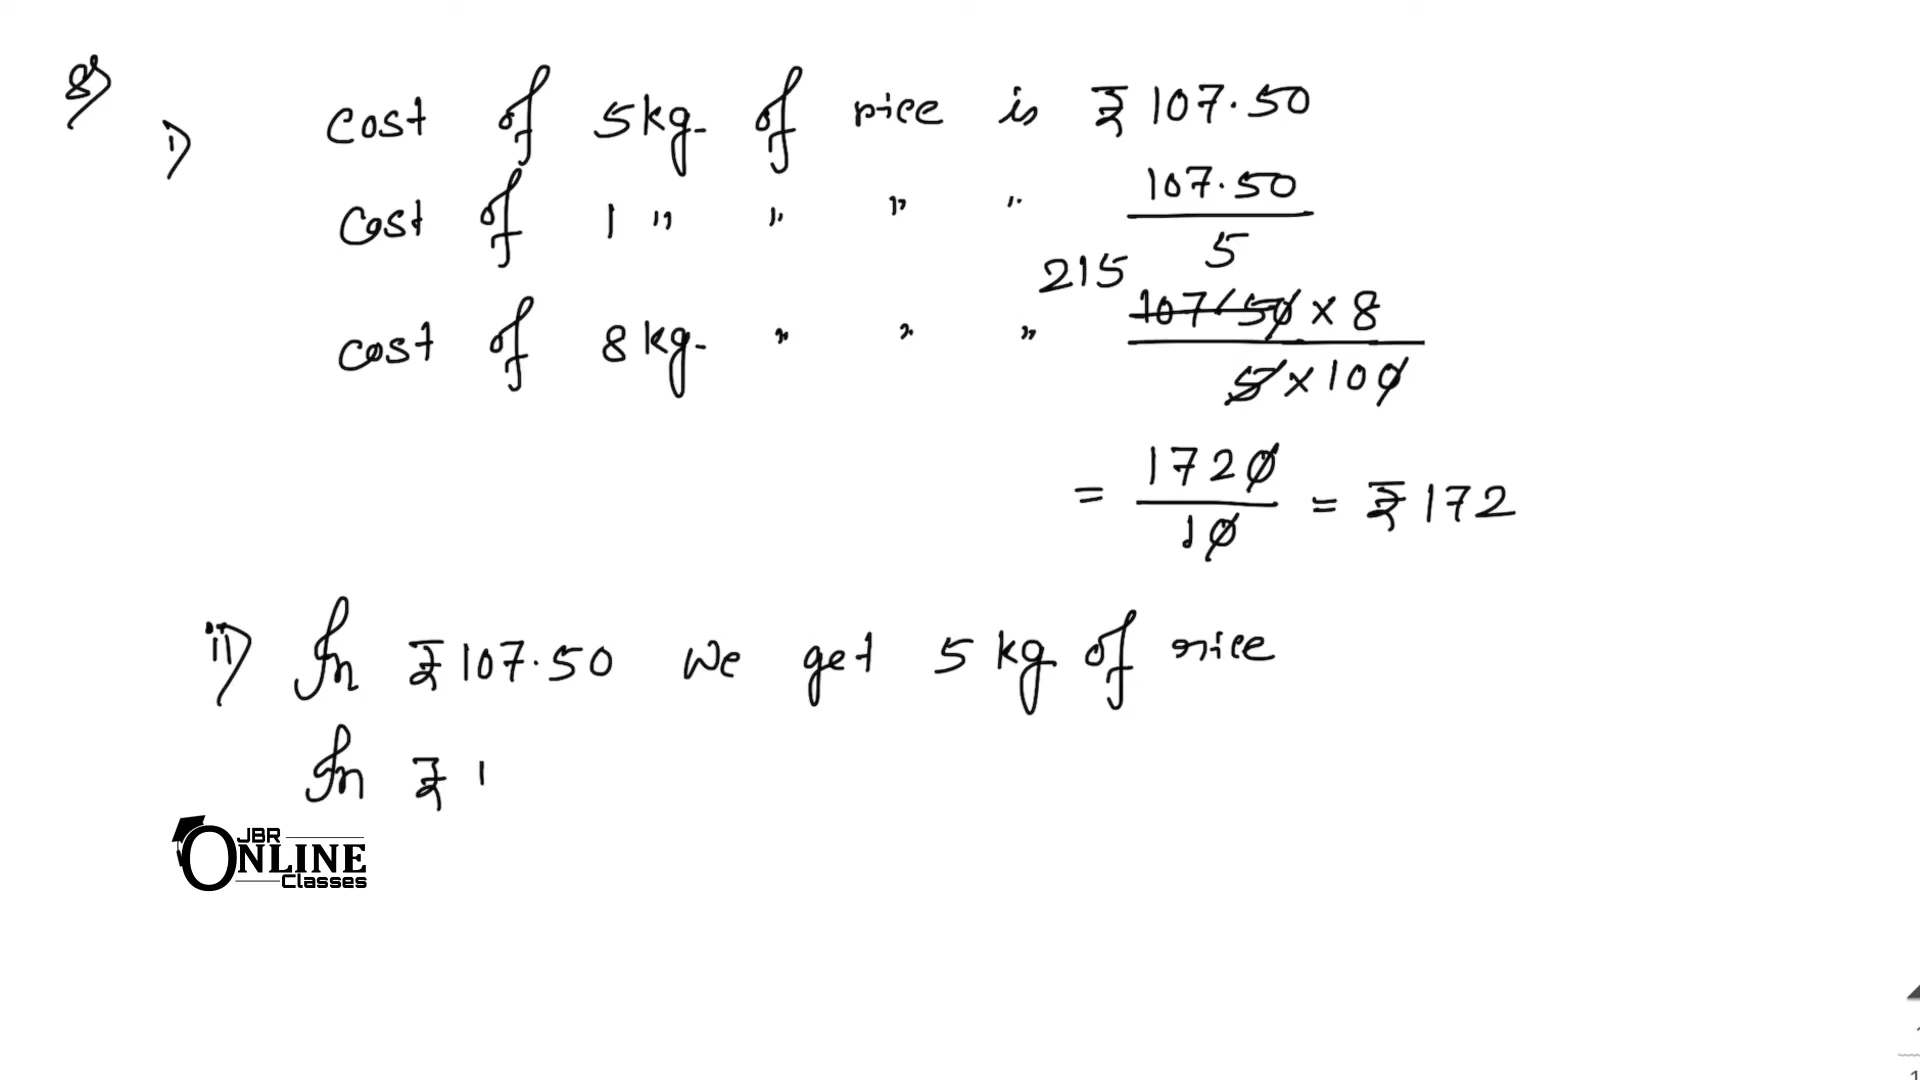 8)
i) Cost of 5kg. of rice is ₹ 107.50
Cost of 1 " " " " 107.50
5
215
Cost of 8 kg. " " " 107.50 × 8
5 × 100
= 1720 = ₹ 172
10
ii) In ₹ 107.50 we get 5 kg of rice
In ₹ 1
JBR
ONLINE
Classes